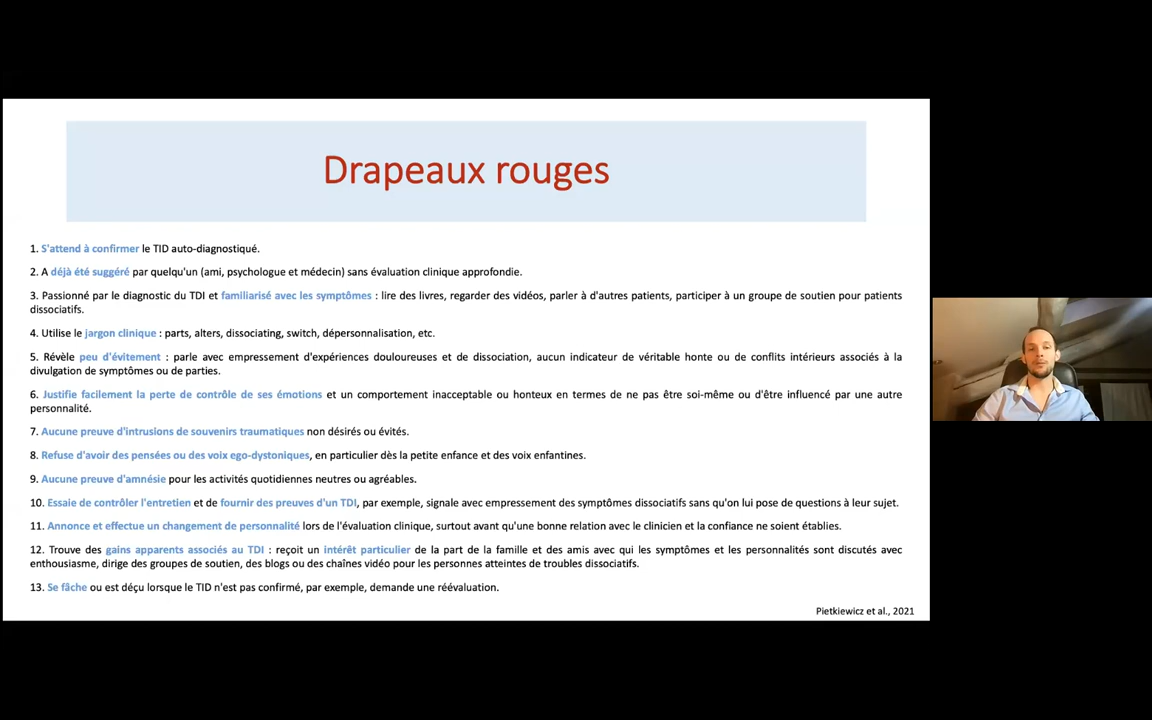 Drapeaux rouges
1. S'attend à confirmer le TID auto-diagnostiqué.
2. A déjà été suggéré par quelqu'un (ami, psychologue et médecin) sans évaluation clinique approfondie.
3. Passionné par le diagnostic du TDI et familiarisé avec les symptômes : lire des livres, regarder des vidéos, parler à d'autres patients, participer à un groupe de soutien pour patients
dissociatifs.
4. Utilise le jargon clinique : parts, alters, dissociating, switch, dépersonnalisation, etc.
5. Révèle peu d'évitement : parle avec empressement d'expériences douloureuses et de dissociation, aucun indicateur de véritable honte ou de conflits intérieurs associés à la
divulgation de symptômes ou de parties.
6. Justifie facilement la perte de contrôle de ses émotions et un comportement inacceptable ou honteux en termes de ne pas être soi-même ou d'être influencé par une autre
personnalité.
7. Aucune preuve d'intrusions de souvenirs traumatiques non désirés ou évités.
8. Refuse d'avoir des pensées ou des voix ego-dystoniques, en particulier dès la petite enfance et des voix enfantines.
9. Aucune preuve d'amnésie pour les activités quotidiennes neutres ou agréables.
10. Essaie de contrôler l'entretien et de fournir des preuves d'un TDI, par exemple, signale avec empressement des symptômes dissociatifs sans qu'on lui pose de questions à leur sujet.
11. Annonce et effectue un changement de personnalité lors de l'évaluation clinique, surtout avant qu'une bonne relation avec le clinicien et la confiance ne soient établies.
12. Trouve des gains apparents associés au TDI : reçoit un intérêt particulier de la part de la famille et des amis avec qui les symptômes et les personnalités sont discutés avec
enthousiasme, dirige des groupes de soutien, des blogs ou des chaînes vidéo pour les personnes atteintes de troubles dissociatifs.
13. Se fâche ou est déçu lorsque le TID n'est pas confirmé, par exemple, demande une réévaluation.
Pietkiewicz et al., 2021